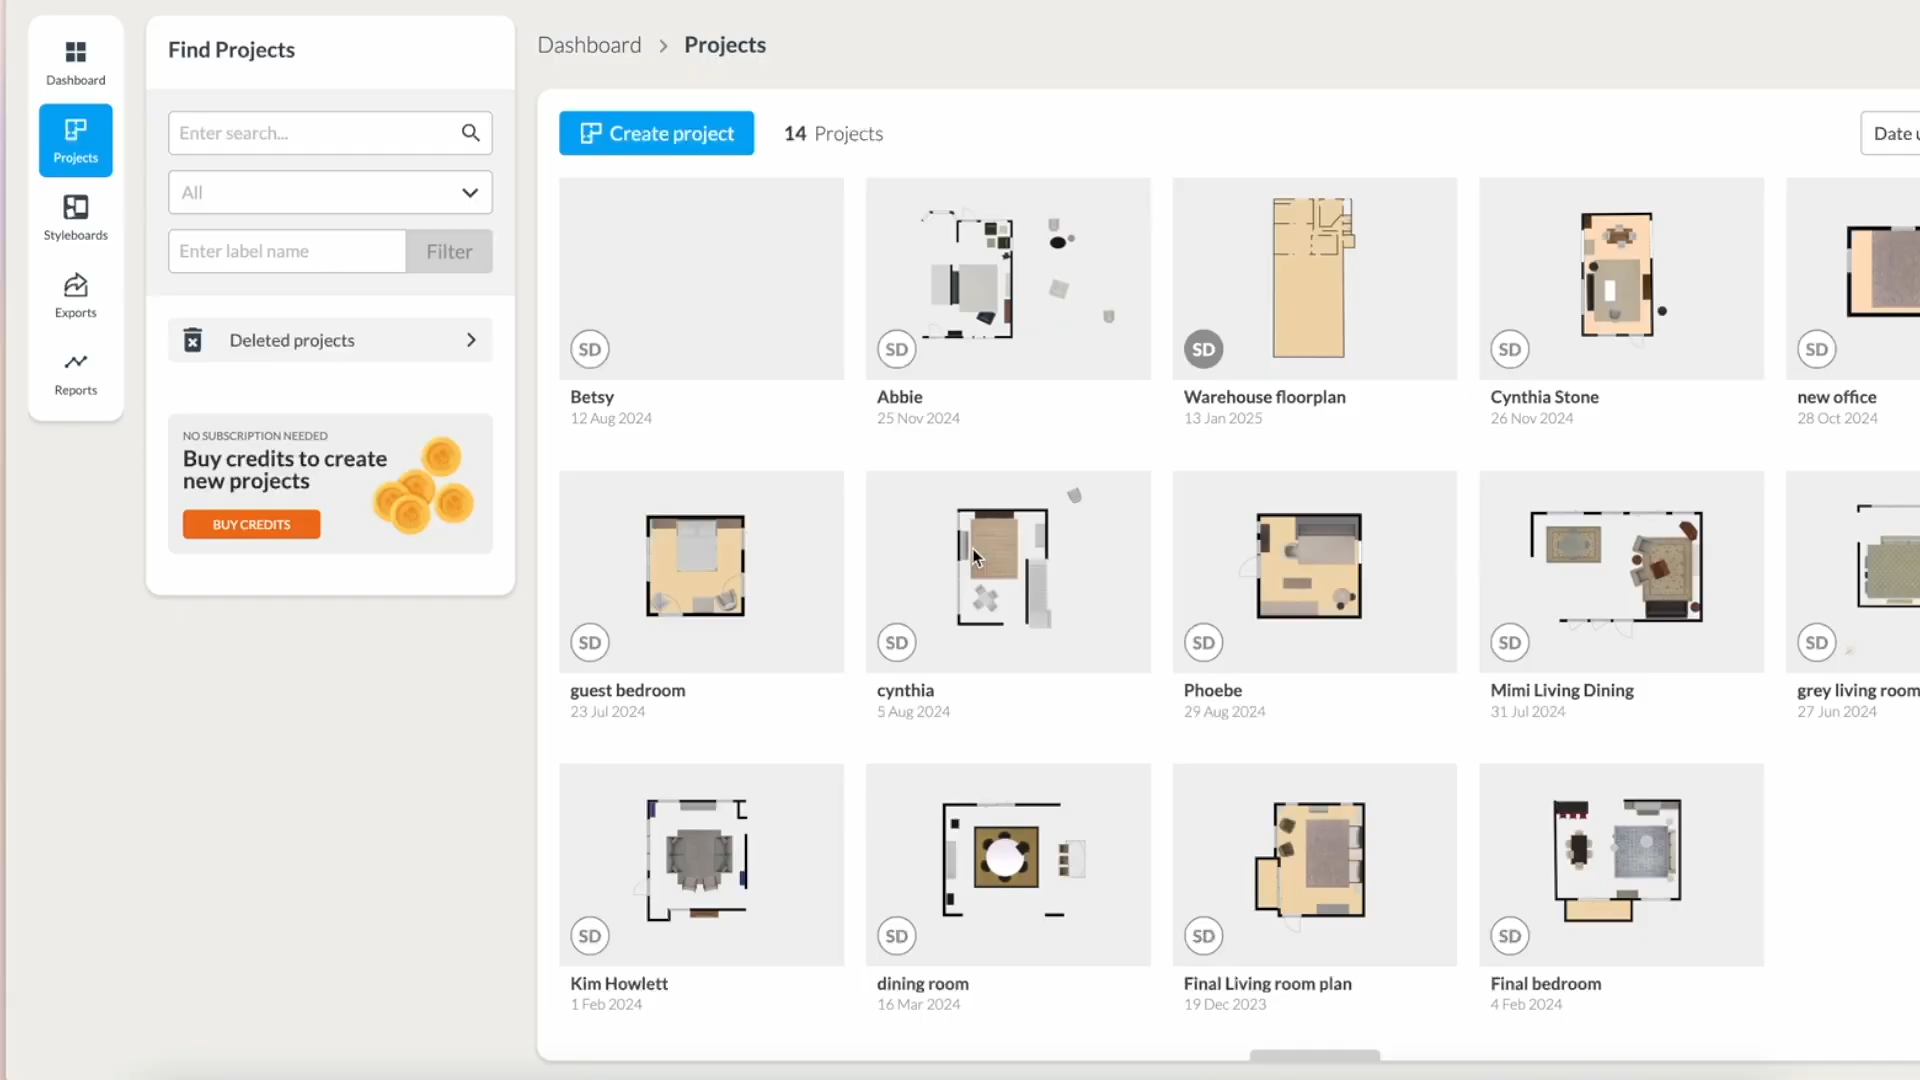 Dashboard
Projects
Styleboards
Exports
Reports
Find Projects
Enter search...
All
Enter label name
Filter
Deleted projects
NO SUBSCRIPTION NEEDED
Buy credits to create
new projects
BUY CREDITS
Dashboard > Projects
Create project
14 Projects
Date u
SD
Betsy
12 Aug 2024
SD
Abbie
25 Nov 2024
SD
Warehouse floorplan
13 Jan 2025
SD
Cynthia Stone
26 Nov 2024
SD
new office
28 Oct 2024
SD
guest bedroom
23 Jul 2024
SD
cynthia
5 Aug 2024
SD
Phoebe
29 Aug 2024
SD
Mimi Living Dining
31 Jul 2024
SD
grey living room
27 Jun 2024
SD
Kim Howlett
1 Feb 2024
SD
dining room
16 Mar 2024
SD
Final Living room plan
19 Dec 2023
SD
Final bedroom
4 Feb 2024